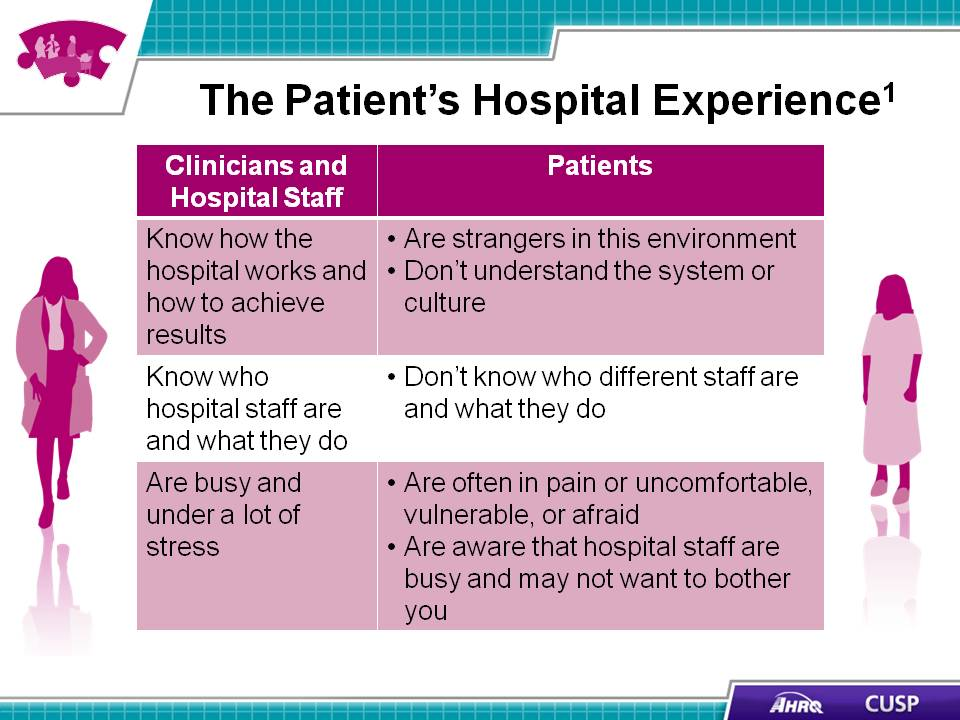 The Patient’s Hospital Experience1
Clinicians and
Hospital Staff
Patients
Know how the
hospital works and
how to achieve
results
• Are strangers in this environment
• Don’t understand the system or
culture
Know who
hospital staff are
and what they do
• Don’t know who different staff are
and what they do
Are busy and
under a lot of
stress
• Are often in pain or uncomfortable,
vulnerable, or afraid
• Are aware that hospital staff are
busy and may not want to bother
you
AHRQ
CUSP